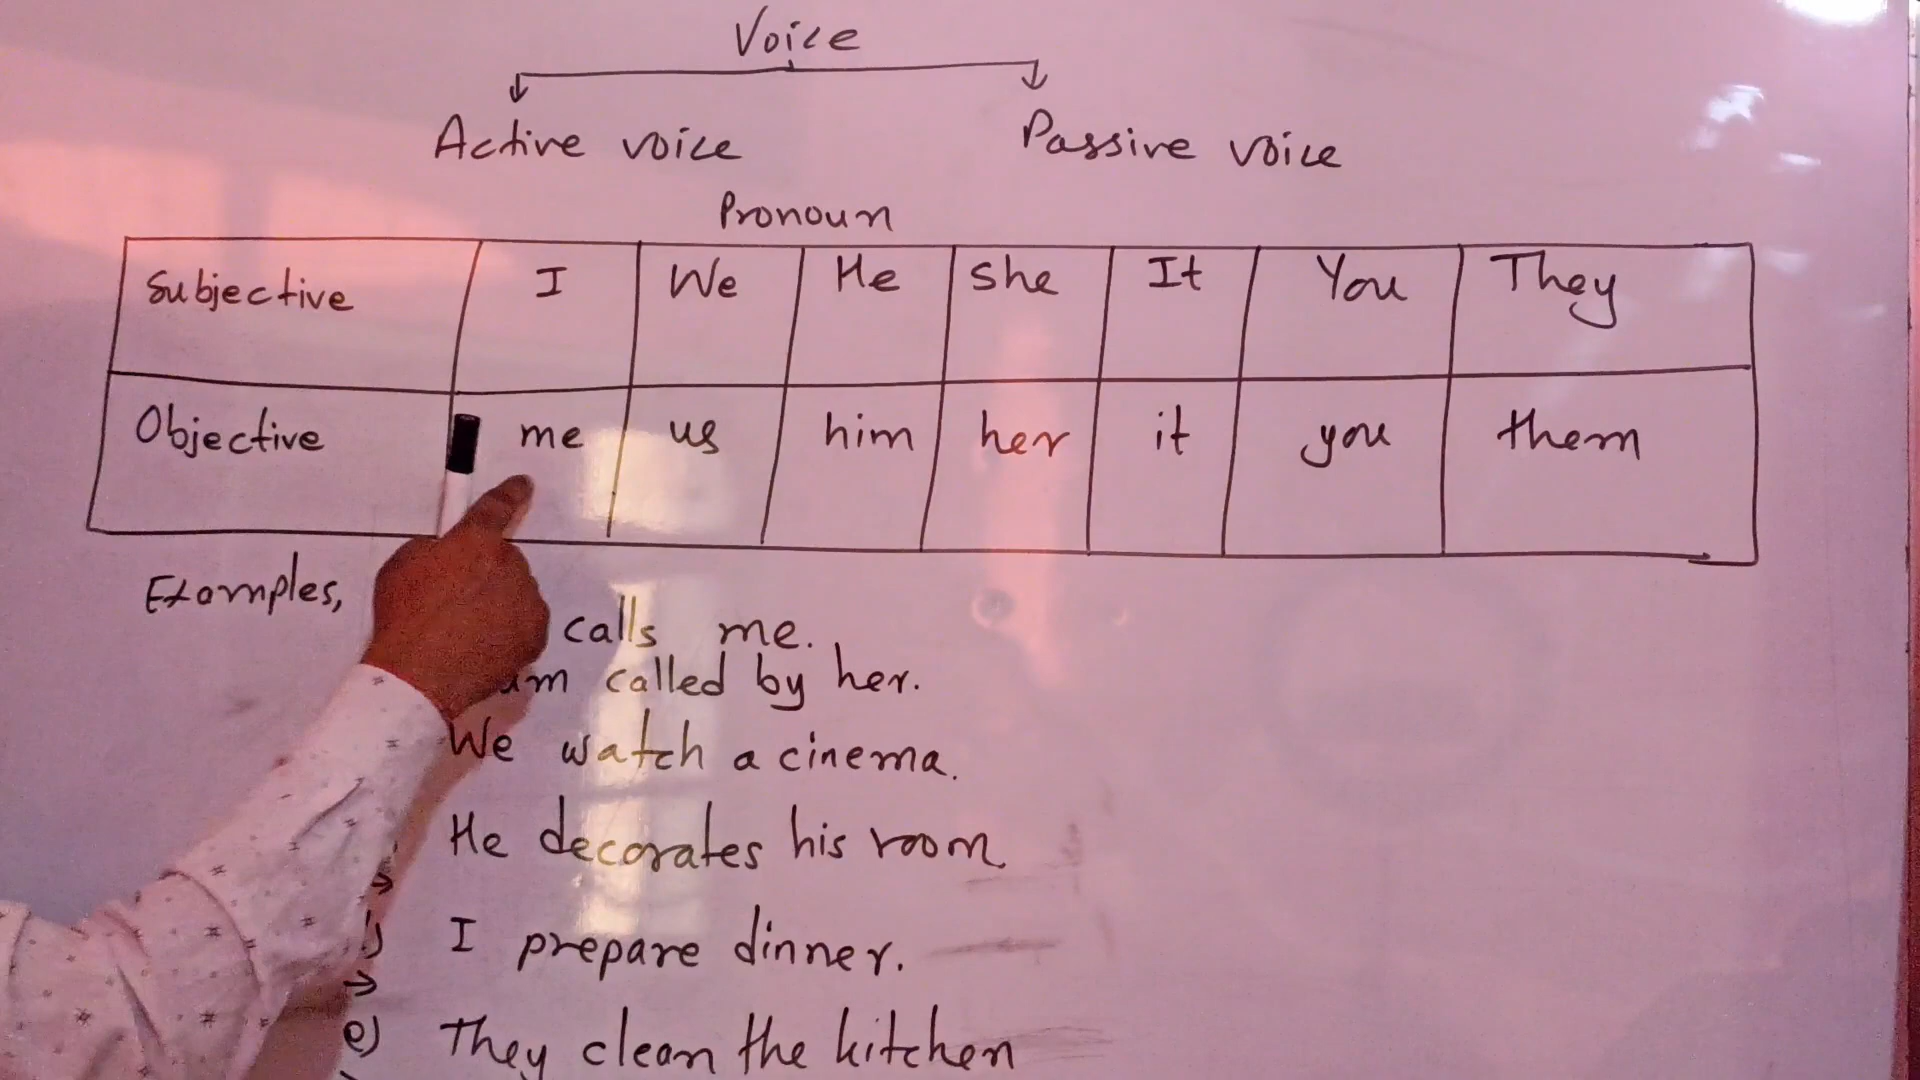 Voice
Active voice Passive voice
Pronoun
Subjective I We He She It You They
Objective me us him her it you them
Examples,
calls me.
am called by her.
We watch a cinema.
He decorates his room
→
I prepare dinner.
→
e) They clean the kitchen